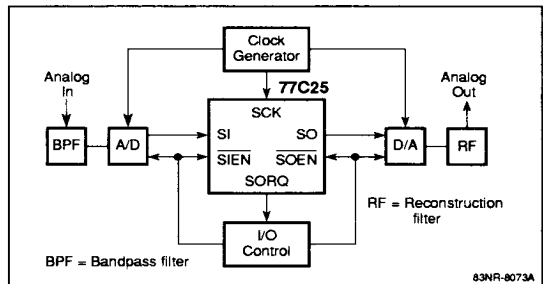 Clock
Generator
Analog
In
77C25
Analog
Out
SCK
BPF
A/D
SI
SO
D/A
RF
SIEN
SOEN
SORQ
I/O
Control
RF = Reconstruction
filter
BPF = Bandpass filter
83NR-8073A